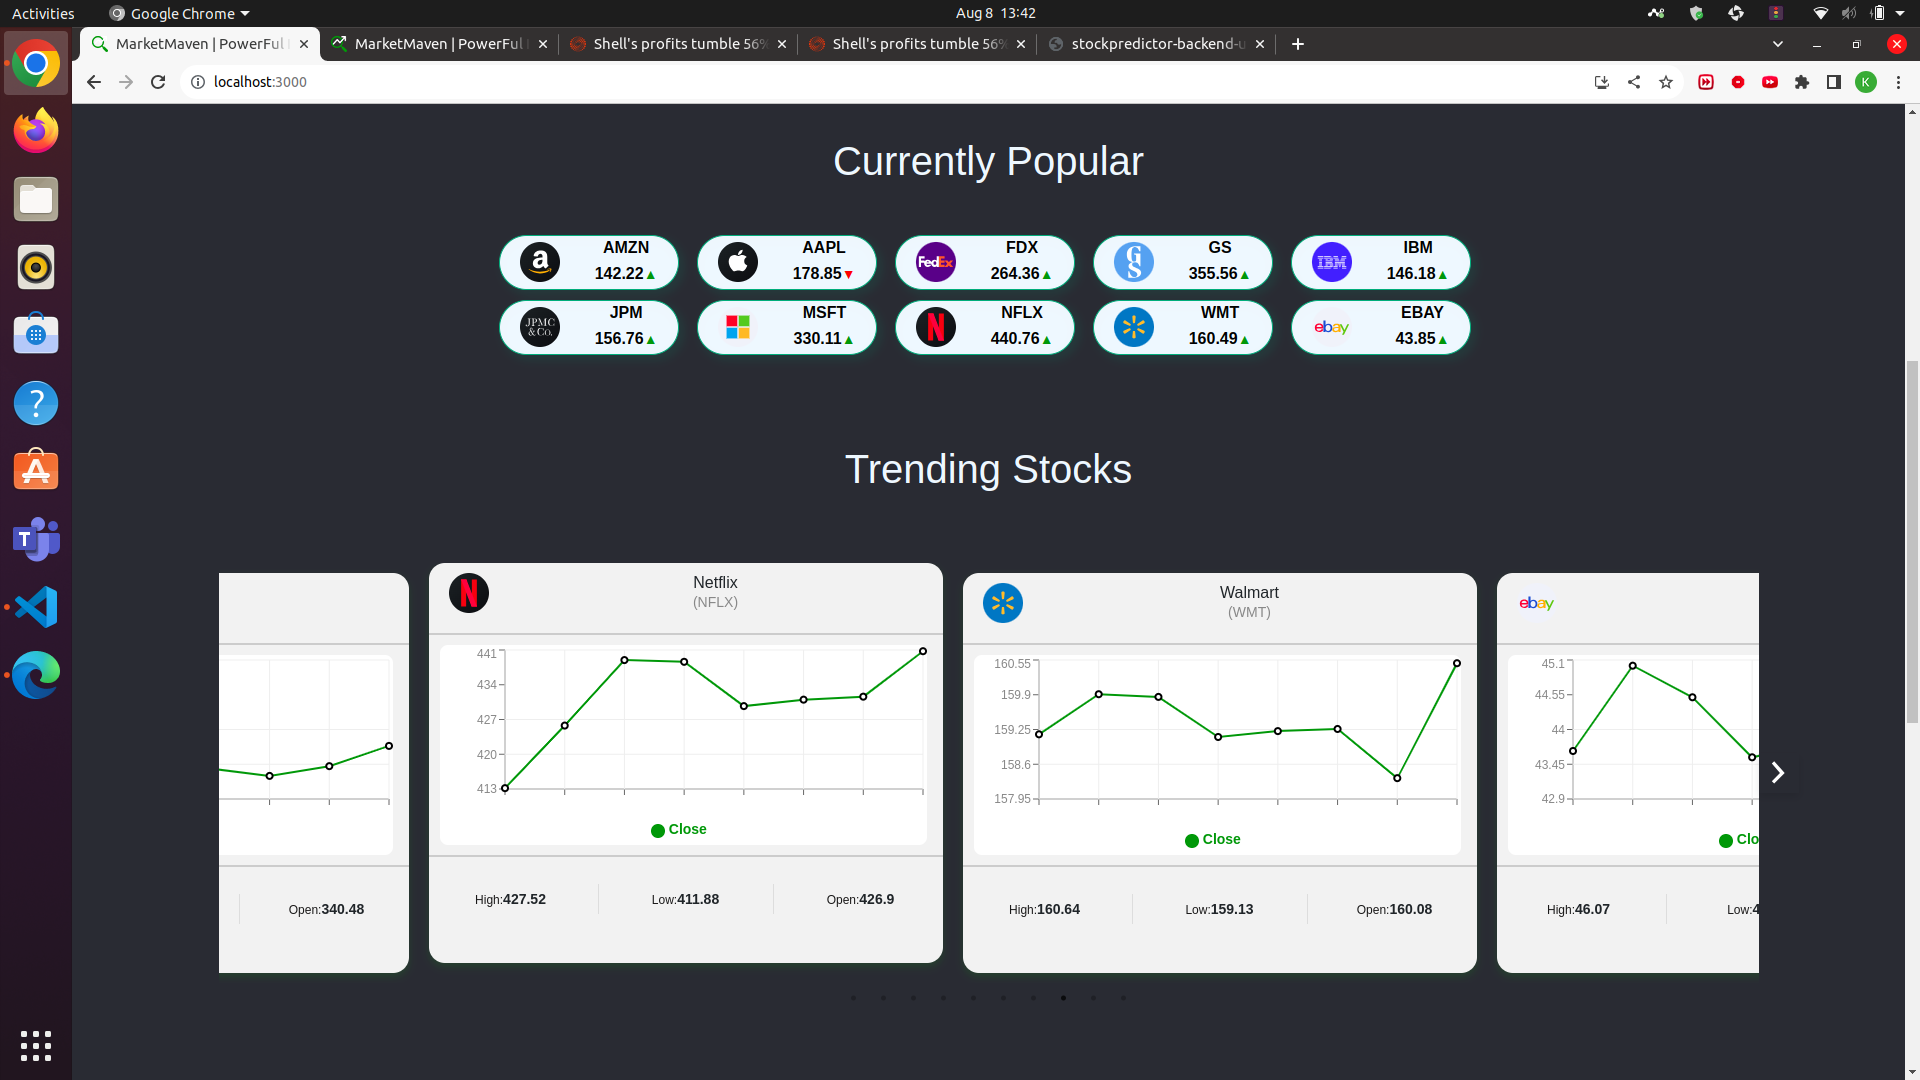 Activities
Google Chrome
Aug 8 13:42
MarketMaven | PowerFul
MarketMaven | PowerFul
Shell's profits tumble 56%
Shell's profits tumble 56%
stockpredictor-backend-u
localhost:3000
K
Currently Popular
a
AMZN
142.22▲
AAPL
178.85▼
FedEx
FDX
264.36▲
GS
GS
355.56▲
IBM
IBM
146.18▲
JPMC & CO.
JPM
156.76▲
MSFT
330.11▲
N
NFLX
440.76▲
WMT
160.49▲
ebay
EBAY
43.85▲
Trending Stocks
Open:340.48
N
Netflix
(NFLX)
441
434
427
420
413
Close
High:427.52
Low:411.88
Open:426.9
Walmart
(WMT)
160.55
159.9
159.25
158.6
157.95
Close
High:160.64
Low:159.13
Open:160.08
ebay
45.1
44.55
44
43.45
42.9
Clo
High:46.07
Low:4